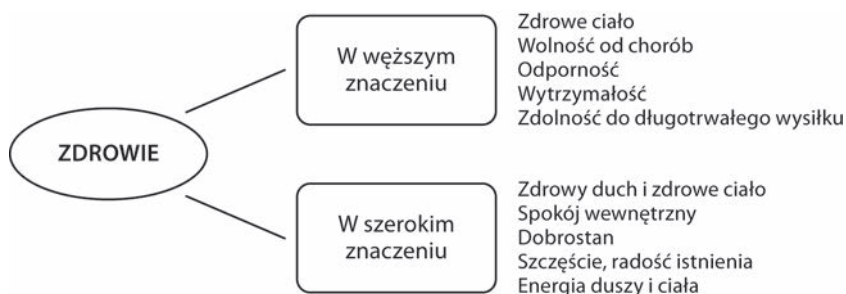 ZDROWIE
W węższym
znaczeniu
Zdrowe ciało
Wolność od chorób
Odporność
Wytrzymałość
Zdolność do długotrwałego wysiłku
W szerokim
znaczeniu
Zdrowy duch i zdrowe ciało
Spokój wewnętrzny
Dobrostan
Szczęście, radość istnienia
Energia duszy i ciała